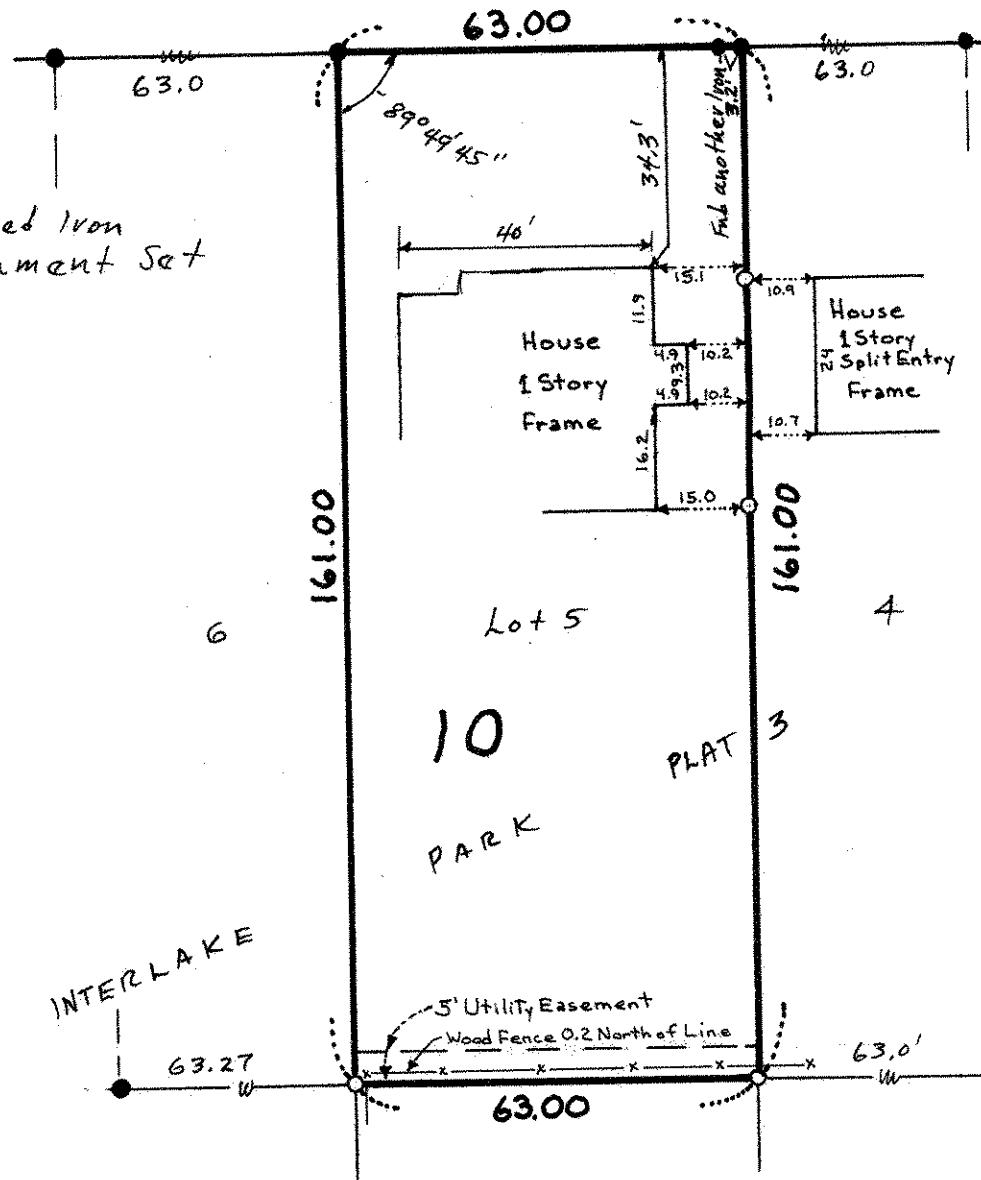 63.00
63.0
63.0
89°49'45"
34.3'
Fnd another Iron
3.2'
ed Iron
ument Set
40'
15.1
10.9
11.9
House
1 Story
Frame
4.9
10.2
9.3
4.9
10.2
House
1 Story
Split Entry
Frame
24
10.7
16.2
15.0
161.00
161.00
6
Lot 5
4
10
PLAT 3
PARK
INTERLAKE
5' Utility Easement
Wood Fence 0.2 North of Line
x x x x x x
63.27
63.0'
63.00